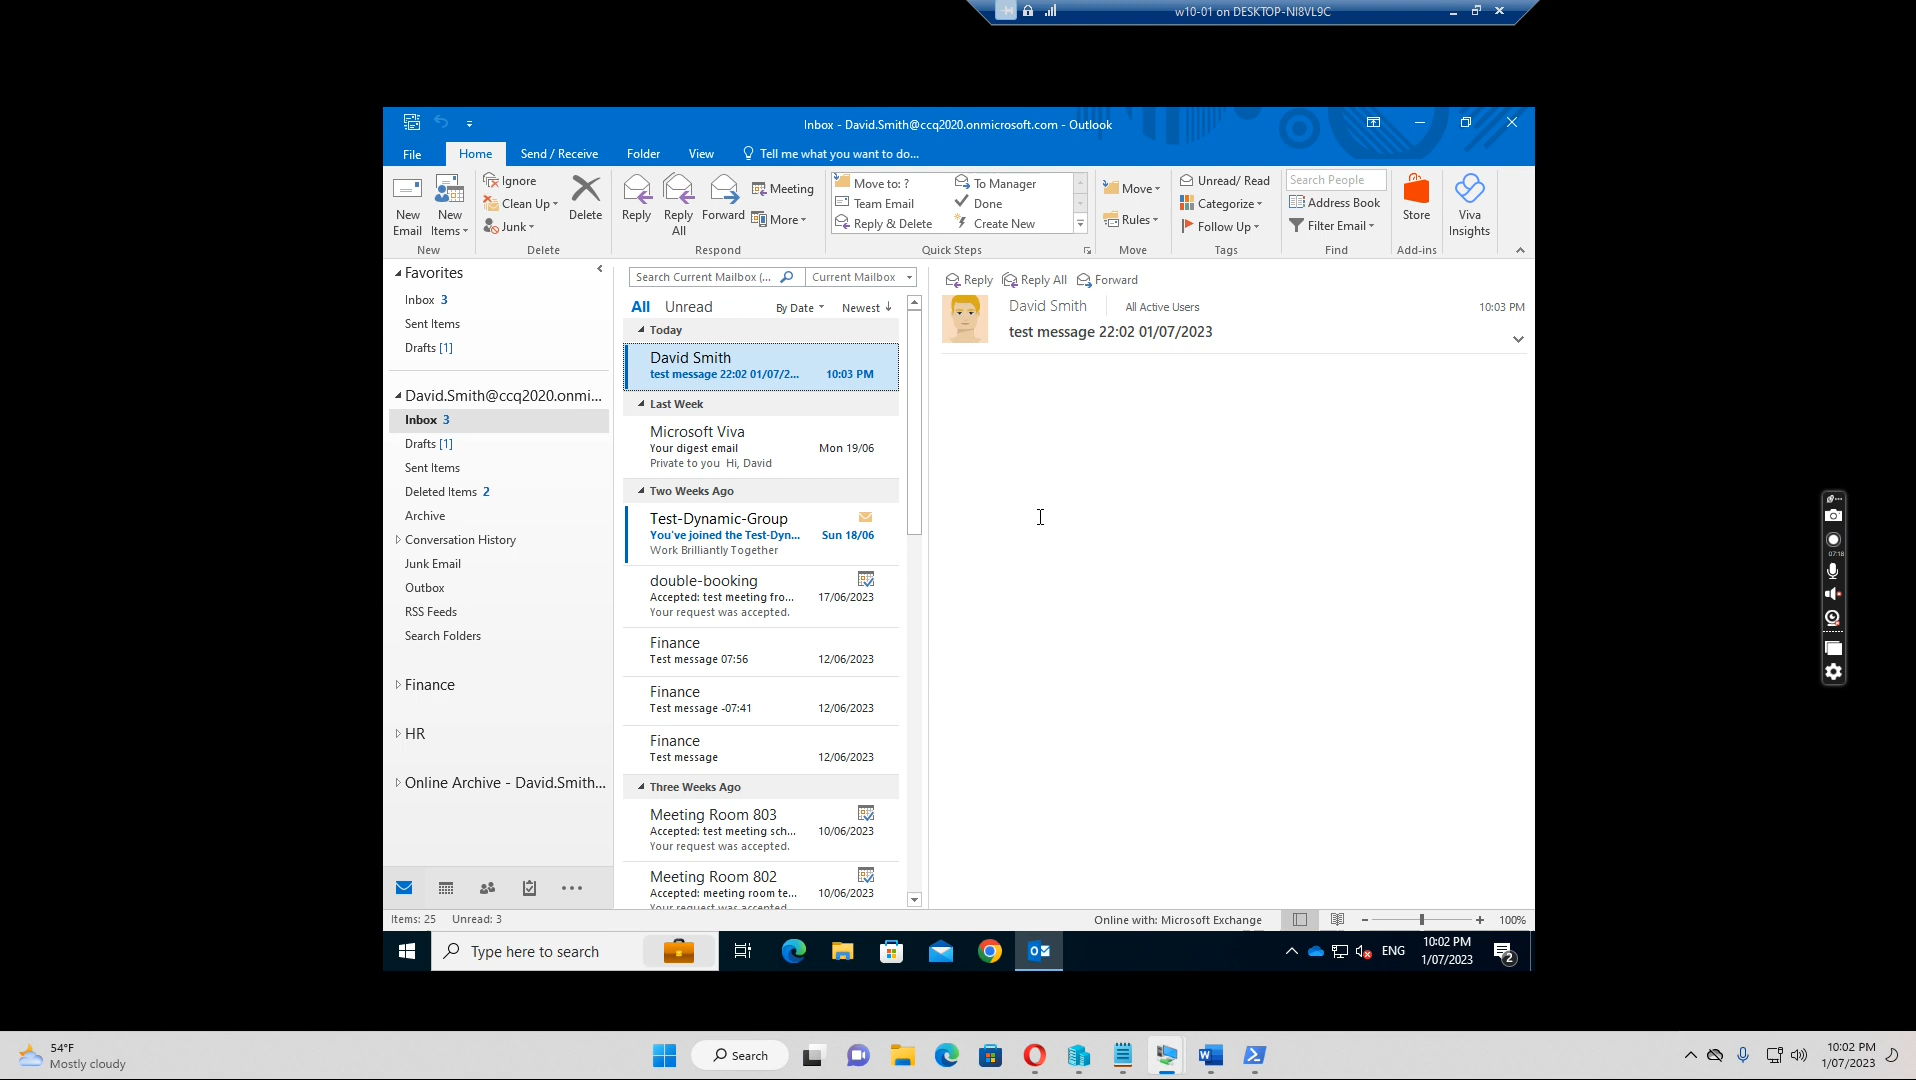 w10-01 on DESKTOP-NI8VL9C
Inbox - David.Smith@ccq2020.onmicrosoft.com - Outlook
File Home Send / Receive Folder View Tell me what you want to do...
New Email
New Items
Ignore
Clean Up
Junk
Delete
Reply
Reply All
Forward
Meeting
More
Move to: ?
Team Email
Reply & Delete
To Manager
Done
Create New
Move
Rules
Unread/ Read
Categorize
Follow Up
Search People
Address Book
Filter Email
Store
Viva Insights
New Delete Respond Quick Steps Move Tags Find Add-ins
Favorites
Inbox 3
Sent Items
Drafts [1]
David.Smith@ccq2020.onmi...
Inbox 3
Drafts [1]
Sent Items
Deleted Items 2
Archive
Conversation History
Junk Email
Outbox
RSS Feeds
Search Folders
Finance
HR
Online Archive - David.Smith...
Search Current Mailbox (... Current Mailbox
All Unread By Date Newest
Today
David Smith
test message 22:02 01/07/2... 10:03 PM
Last Week
Microsoft Viva
Your digest email Mon 19/06
Private to you Hi, David
Two Weeks Ago
Test-Dynamic-Group
You've joined the Test-Dyn... Sun 18/06
Work Brilliantly Together
double-booking
Accepted: test meeting fro... 17/06/2023
Your request was accepted.
Finance
Test message 07:56 12/06/2023
Finance
Test message -07:41 12/06/2023
Finance
Test message 12/06/2023
Three Weeks Ago
Meeting Room 803
Accepted: test meeting sch... 10/06/2023
Your request was accepted.
Meeting Room 802
Accepted: meeting room te... 10/06/2023
Your request was accepted
Reply Reply All Forward
David Smith All Active Users 10:03 PM
test message 22:02 01/07/2023
07:18
Items: 25 Unread: 3
Online with: Microsoft Exchange 100%
Type here to search
ENG
10:02 PM
1/07/2023
2
54°F
Mostly cloudy
Search
10:02 PM
1/07/2023